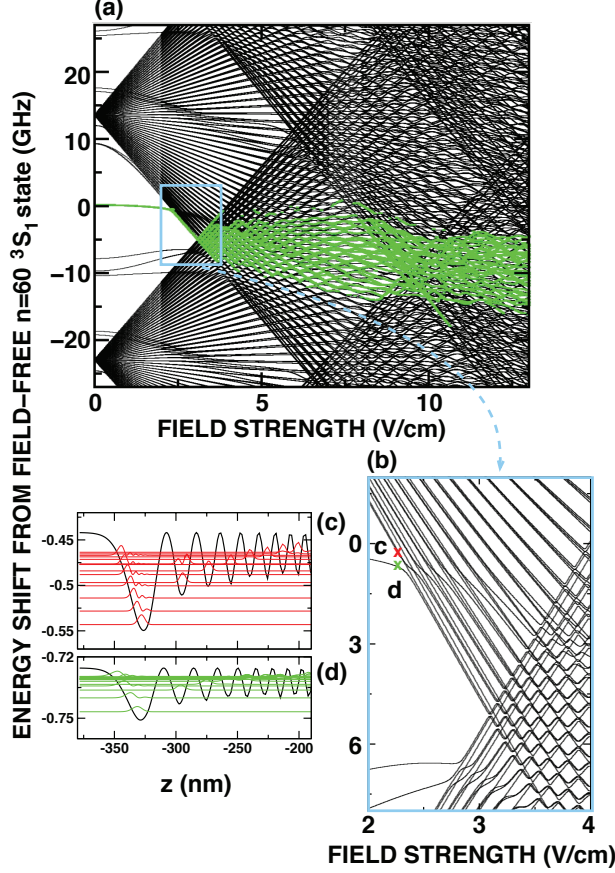 (a)
ENERGY SHIFT FROM FIELD–FREE n=60 ³S₁ state (GHz)
20
10
0
−10
−20
0
5
10
FIELD STRENGTH (V/cm)
(b)
0
3
6
c
d
2
3
4
FIELD STRENGTH (V/cm)
(c)
-0.45
-0.5
-0.55
(d)
-0.72
-0.75
-350
-300
-250
-200
z (nm)